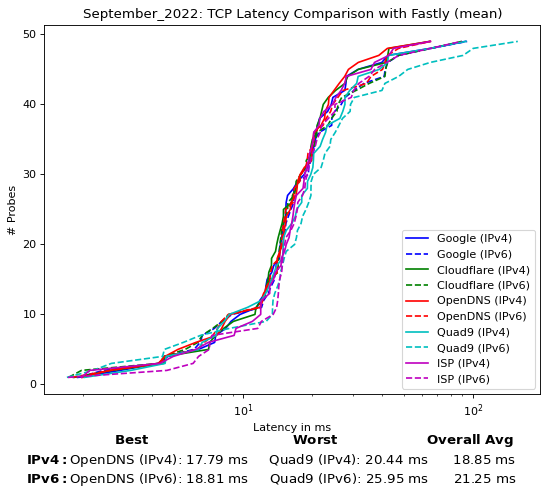 September_2022: TCP Latency Comparison with Fastly (mean)
50
40
30
20
10
0
# Probes
10¹
10²
Latency in ms
Google (IPv4)
Google (IPv6)
Cloudflare (IPv4)
Cloudflare (IPv6)
OpenDNS (IPv4)
OpenDNS (IPv6)
Quad9 (IPv4)
Quad9 (IPv6)
ISP (IPv4)
ISP (IPv6)
Best Worst Overall Avg
IPv4: OpenDNS (IPv4): 17.79 ms Quad9 (IPv4): 20.44 ms 18.85 ms
IPv6: OpenDNS (IPv6): 18.81 ms Quad9 (IPv6): 25.95 ms 21.25 ms